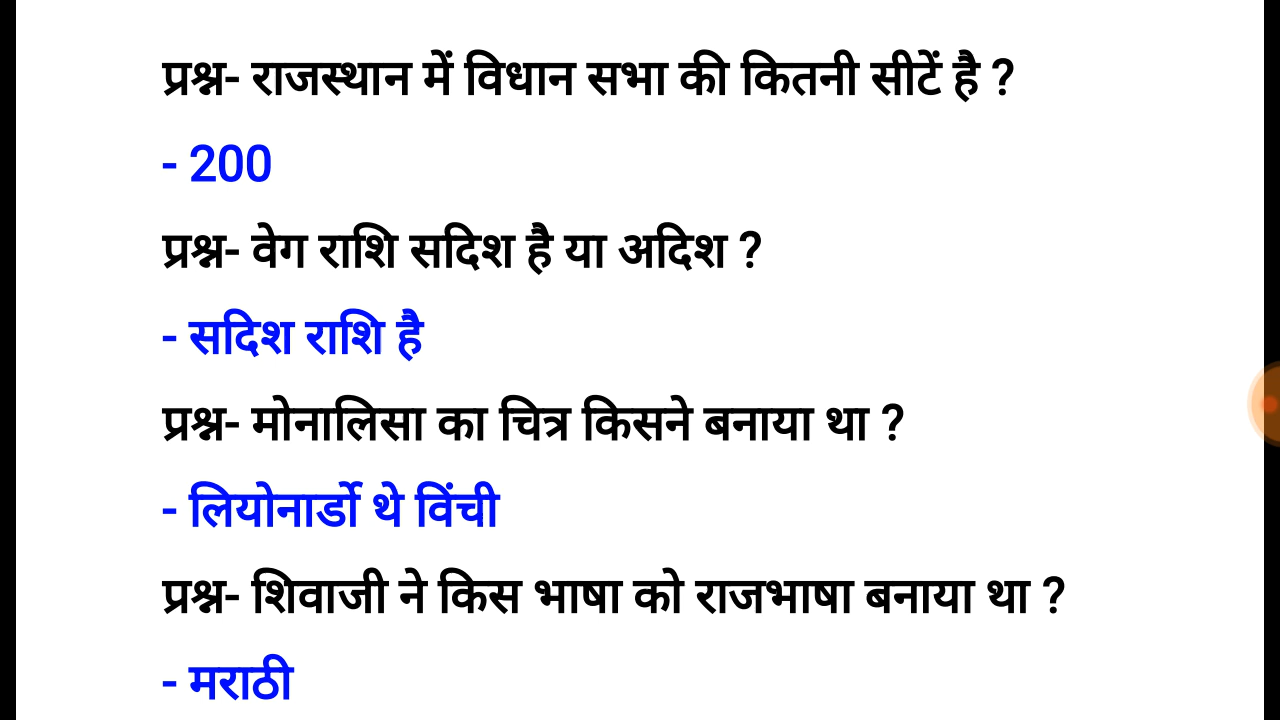 प्रश्न- राजस्थान में विधान सभा की कितनी सीटें है ?
- 200
प्रश्न- वेग राशि सदिश है या अदिश ?
- सदिश राशि है
प्रश्न- मोनालिसा का चित्र किसने बनाया था ?
- लियोनार्डो थे विंची
प्रश्न- शिवाजी ने किस भाषा को राजभाषा बनाया था ?
- मराठी